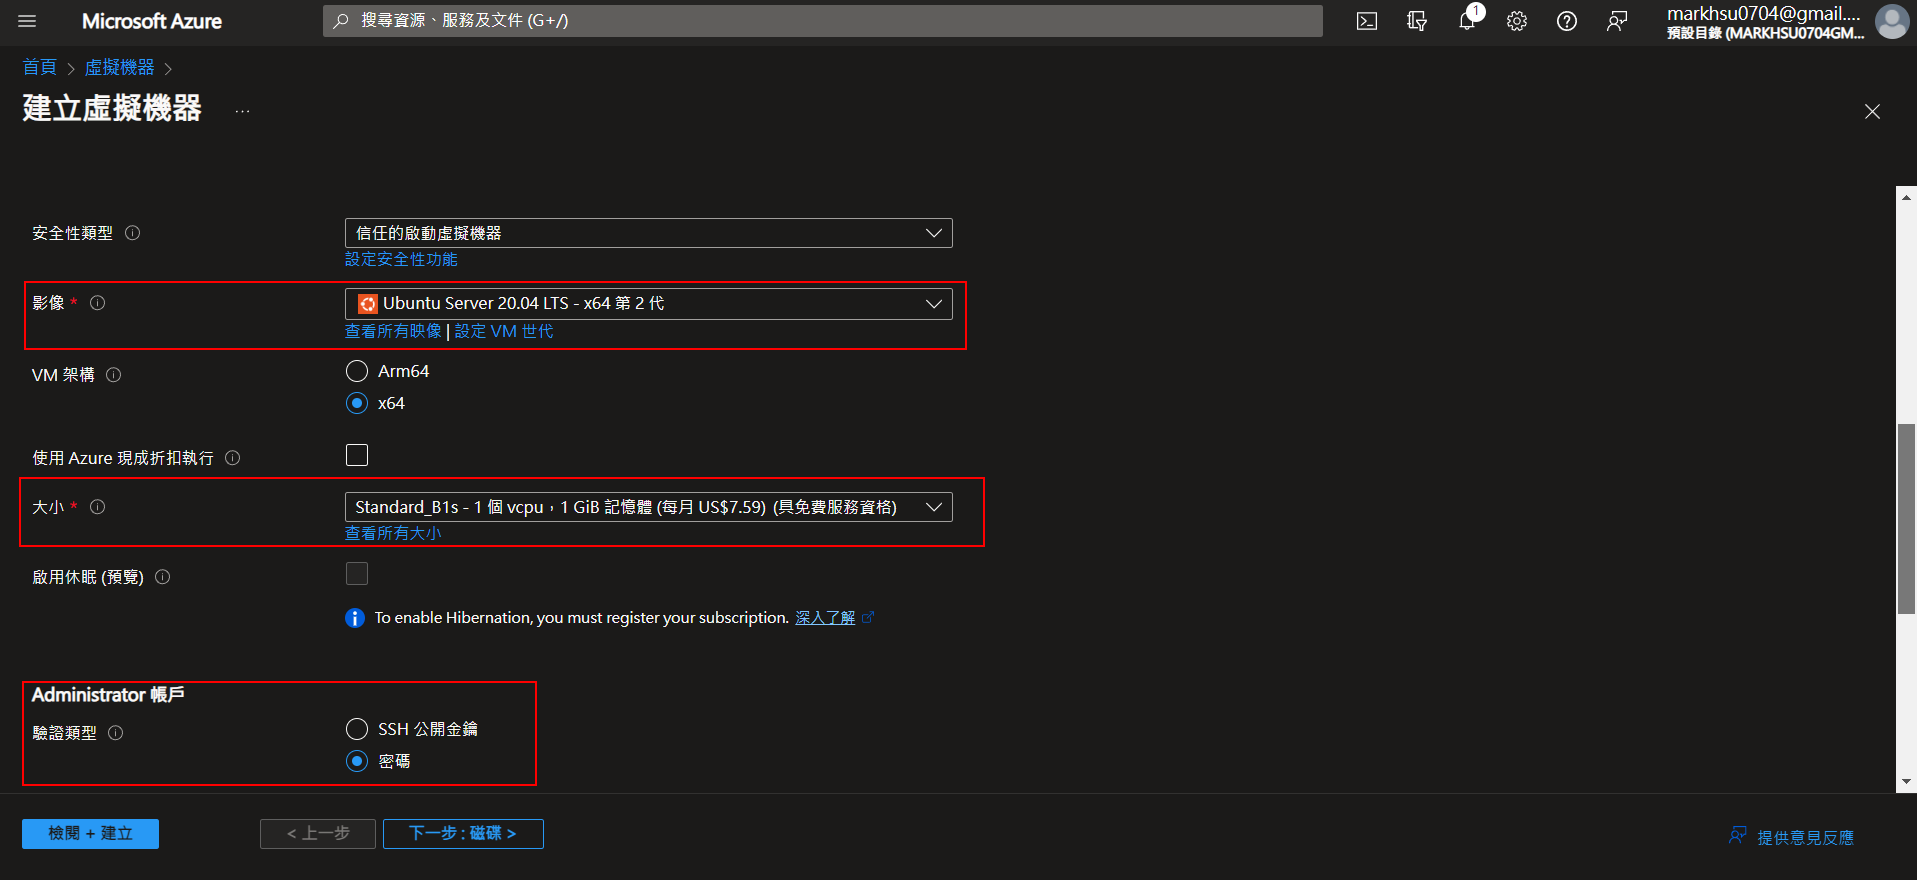 Microsoft Azure
搜尋資源、服務及文件 (G+/)
1
markhsu0704@gmail....
預設目錄 (MARKHSU0704GM...
首頁 > 虛擬機器 >
建立虛擬機器 ...
安全性類型
信任的啟動虛擬機器
設定安全性功能
影像 *
Ubuntu Server 20.04 LTS - x64 第 2 代
查看所有映像 | 設定 VM 世代
VM 架構
Arm64
x64
使用 Azure 現成折扣執行
大小 *
Standard_B1s - 1 個 vcpu，1 GiB 記憶體 (每月 US$7.59) (具免費服務資格)
查看所有大小
啟用休眠 (預覽)
To enable Hibernation, you must register your subscription. 深入了解
Administrator 帳戶
驗證類型
SSH 公開金鑰
密碼
檢閱 + 建立
< 上一步
下一步 : 磁碟 >
提供意見反應